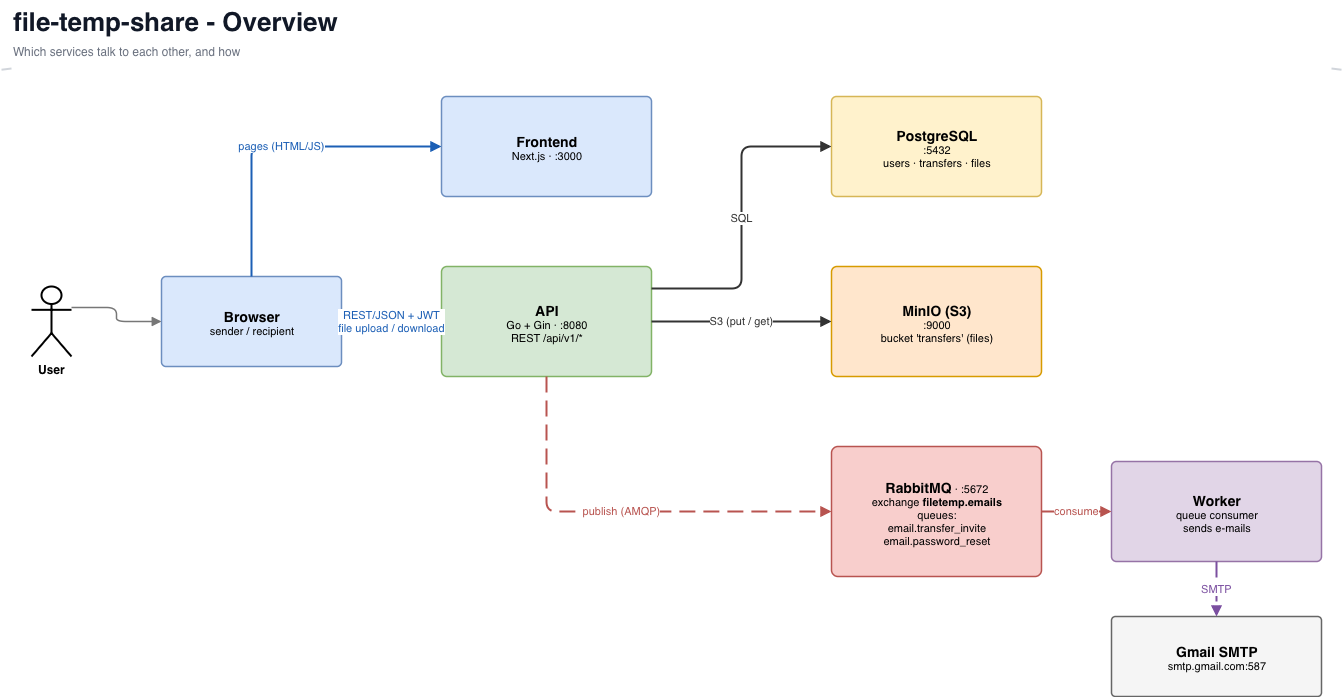 file-temp-share - Overview
Which services talk to each other, and how
pages (HTML/JS)
Frontend
Next.js · :3000
PostgreSQL
:5432
users · transfers · files
SQL
User
Browser
sender / recipient
REST/JSON + JWT
file upload / download
API
Go + Gin · :8080
REST /api/v1/*
S3 (put / get)
MinIO (S3)
:9000
bucket 'transfers' (files)
publish (AMQP)
RabbitMQ · :5672
exchange filetemp.emails
queues:
email.transfer_invite
email.password_reset
consume
Worker
queue consumer
sends e-mails
SMTP
Gmail SMTP
smtp.gmail.com:587